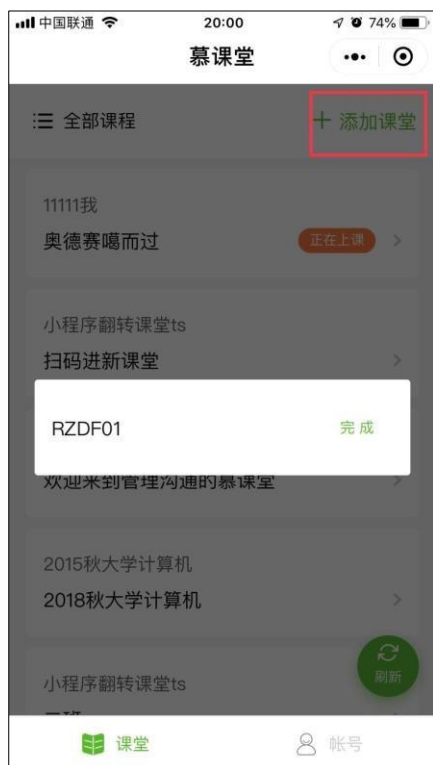 中国联通 20:00 74%
慕课堂
全部课程 + 添加课堂
11111我
奥德赛噶而过 正在上课
小程序翻转课堂ts
扫码进新课堂
RZDF01 完成
欢迎来到管理沟通的慕课堂
2015秋大学计算机
2018秋大学计算机
刷新
小程序翻转课堂ts
课堂 帐号